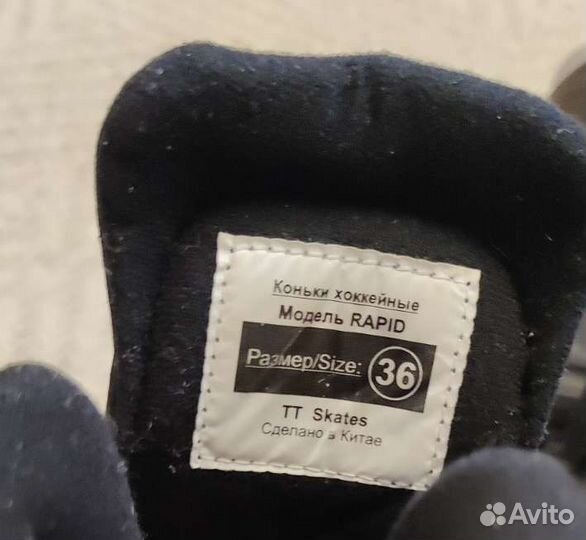 Коньки хоккейные
Модель RAPID
Размер/Size: 36
TT Skates
Сделано в Китае
Avito